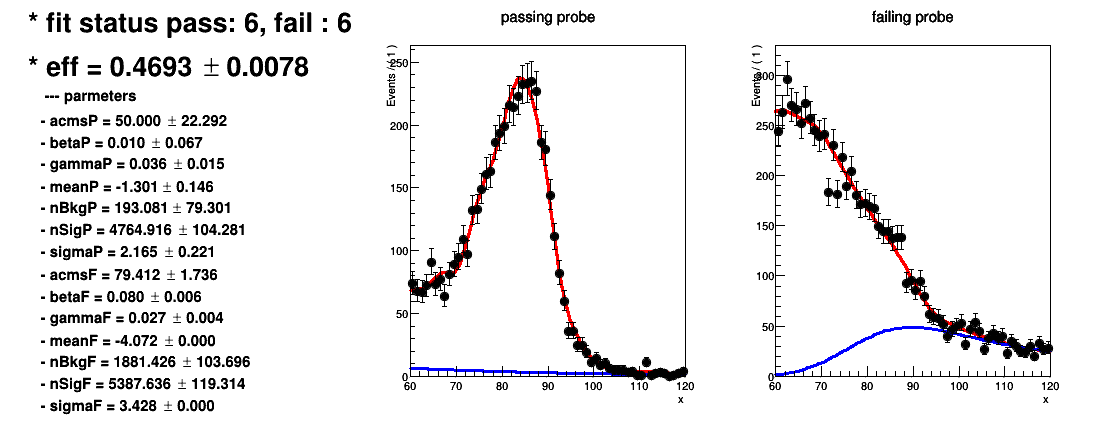 * fit status pass: 6, fail : 6
* eff = 0.4693 ± 0.0078
--- parmeters
- acmsP = 50.000 ± 22.292
- betaP = 0.010 ± 0.067
- gammaP = 0.036 ± 0.015
- meanP = -1.301 ± 0.146
- nBkgP = 193.081 ± 79.301
- nSigP = 4764.916 ± 104.281
- sigmaP = 2.165 ± 0.221
- acmsF = 79.412 ± 1.736
- betaF = 0.080 ± 0.006
- gammaF = 0.027 ± 0.004
- meanF = -4.072 ± 0.000
- nBkgF = 1881.426 ± 103.696
- nSigF = 5387.636 ± 119.314
- sigmaF = 3.428 ± 0.000
passing probe
Events / ( 1 )
250
200
150
100
50
0
60 70 80 90 100 110 120
x
failing probe
Events / ( 1 )
300
250
200
150
100
50
0
60 70 80 90 100 110 120
x